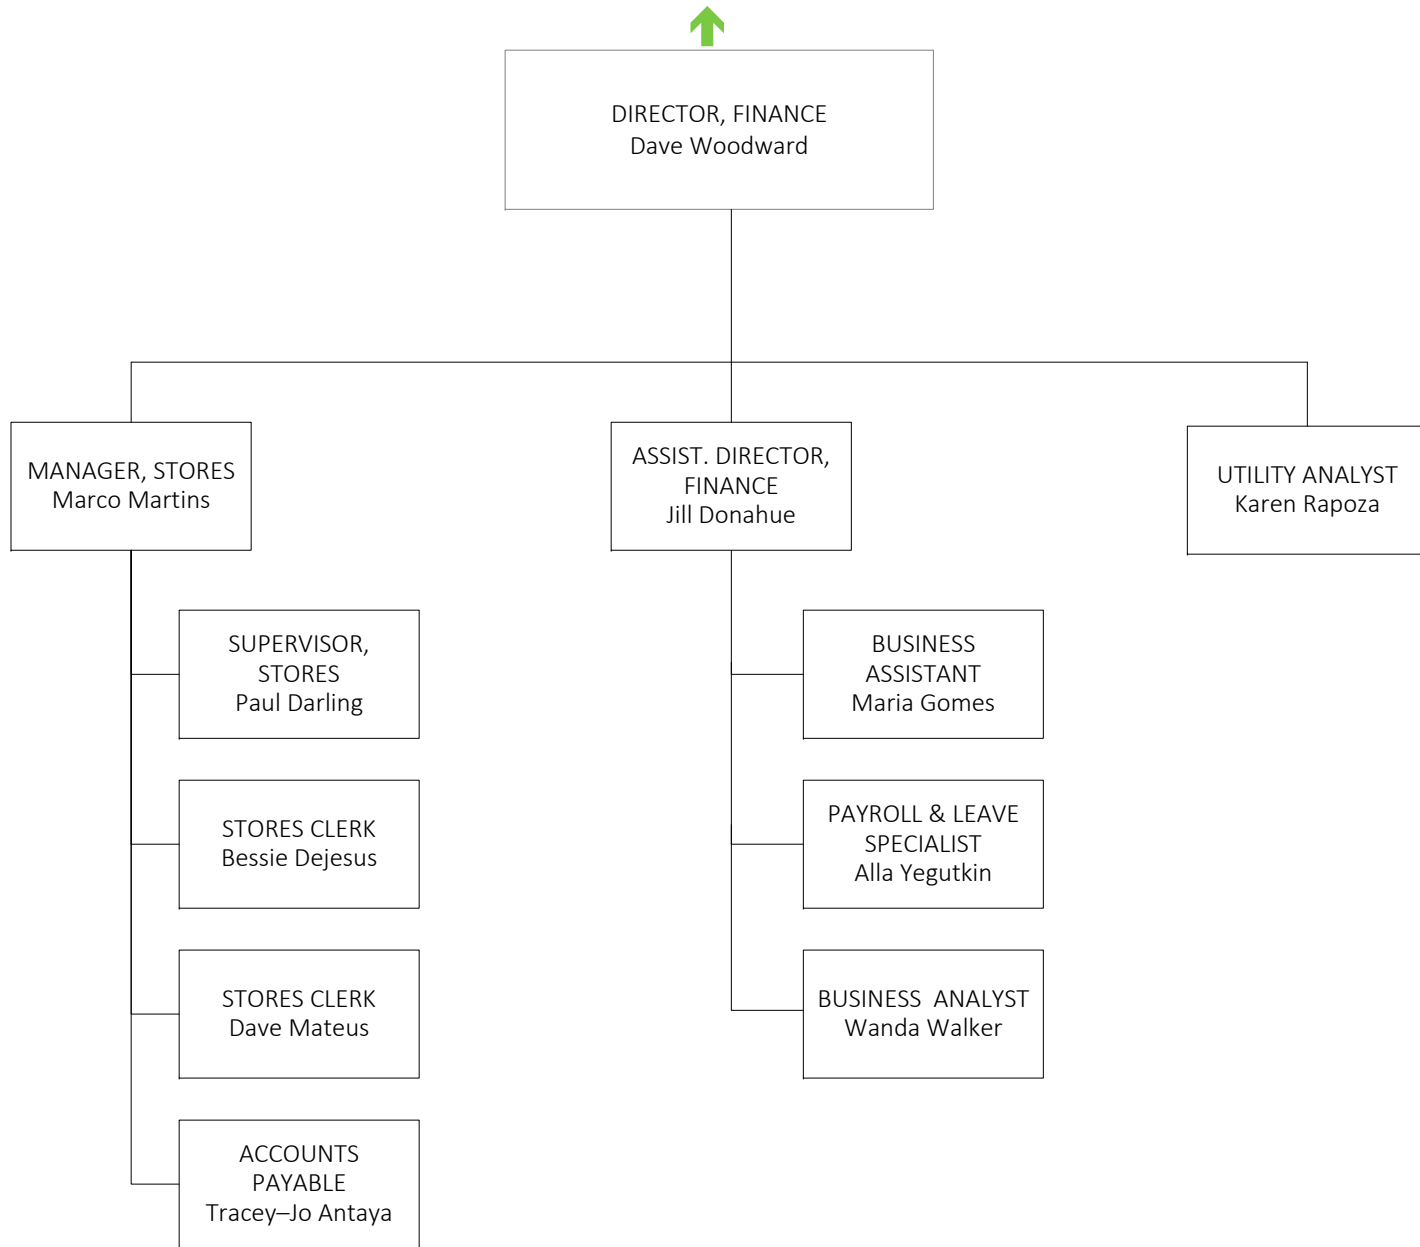 DIRECTOR, FINANCE
Dave Woodward
MANAGER, STORES
Marco Martins
ASSIST. DIRECTOR,
FINANCE
Jill Donahue
UTILITY ANALYST
Karen Rapoza
SUPERVISOR,
STORES
Paul Darling
BUSINESS
ASSISTANT
Maria Gomes
STORES CLERK
Bessie Dejesus
PAYROLL & LEAVE
SPECIALIST
Alla Yegutkin
STORES CLERK
Dave Mateus
BUSINESS  ANALYST
Wanda Walker
ACCOUNTS
PAYABLE
Tracey–Jo Antaya